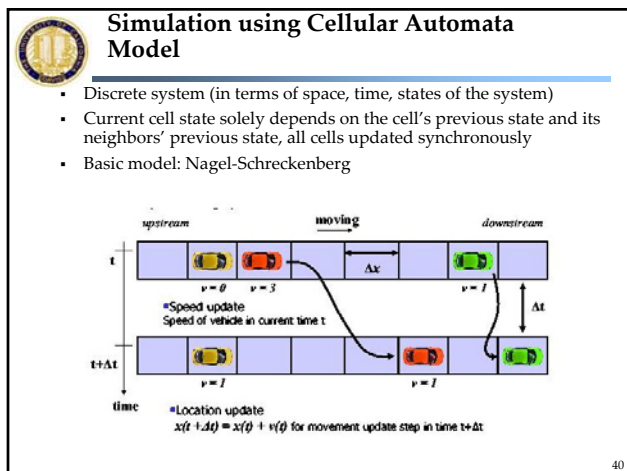 Simulation using Cellular Automata
Model
▪ Discrete system (in terms of space, time, states of the system)
▪ Current cell state solely depends on the cell's previous state and its
neighbors' previous state, all cells updated synchronously
▪ Basic model: Nagel-Schreckenberg
upstream moving downstream
t Δx
v = 0 v = 3 v = 1
▪Speed update
Speed of vehicle in current time t
Δt
t+Δt
v = 1 v = 1
time
▪Location update
x(t +Δt) = x(t) + v(t) for movement update step in time t+Δt
40